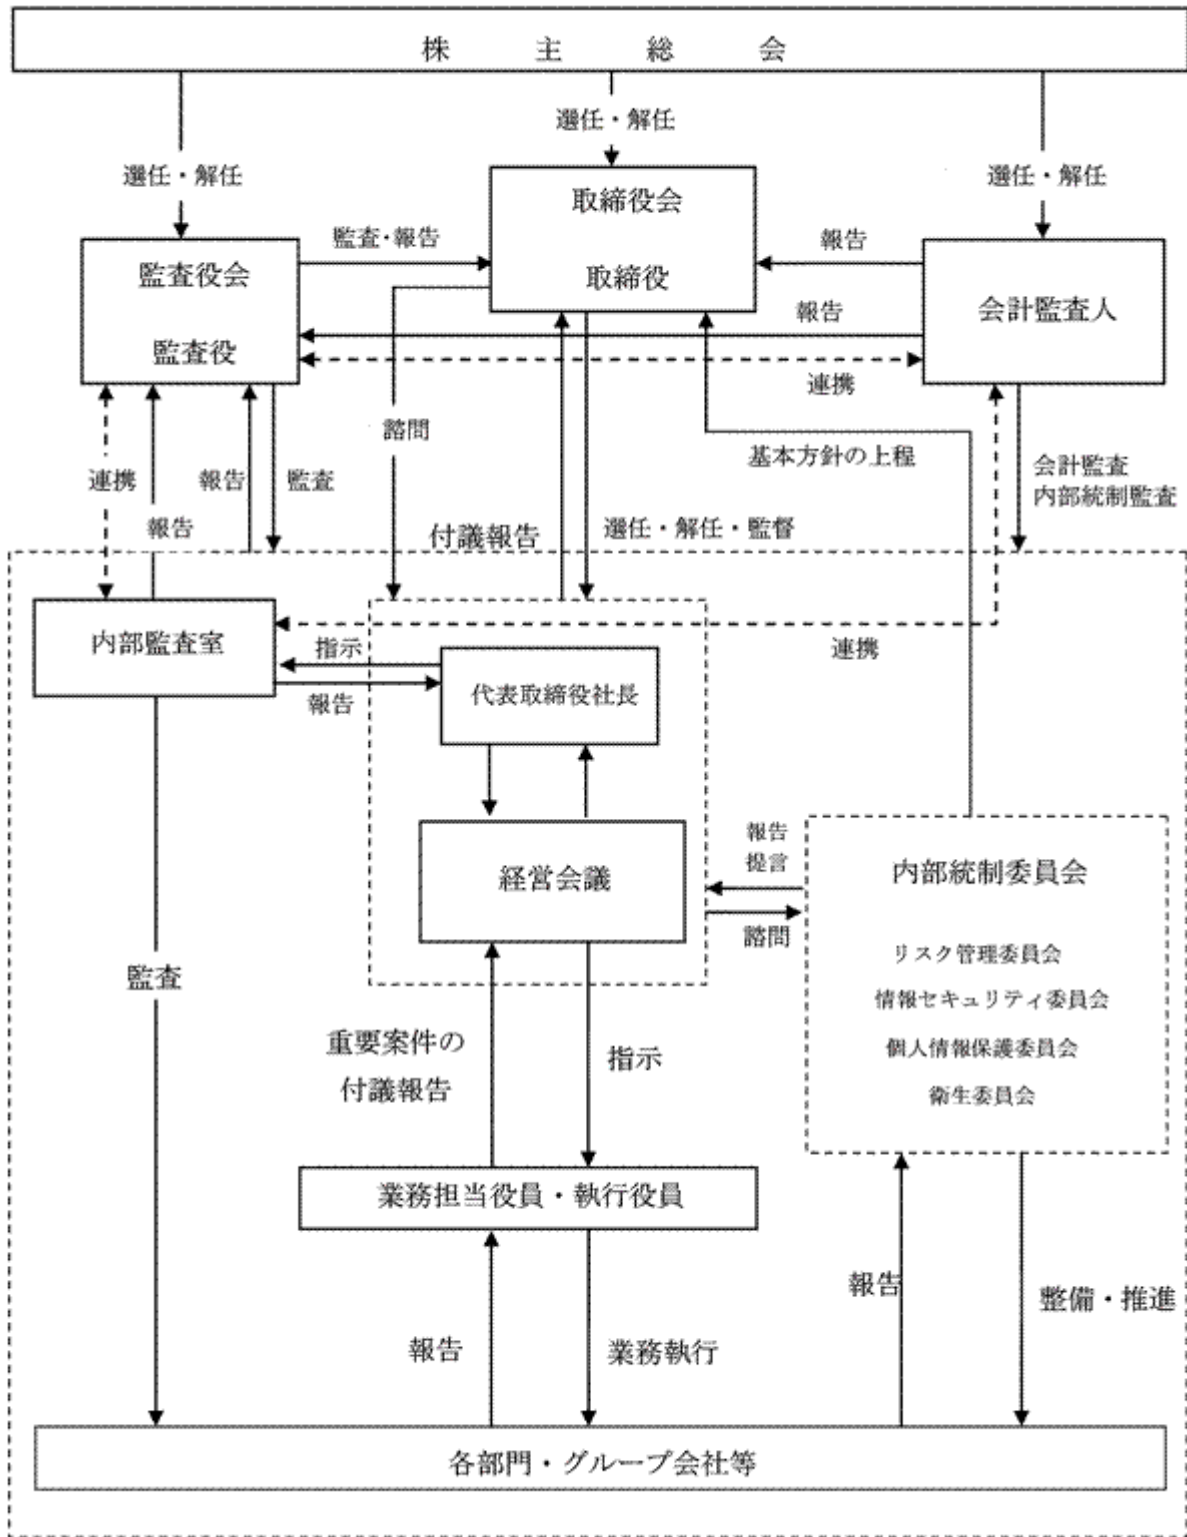 株主総会
選任・解任
選任・解任
選任・解任
取締役会
取締役
監査・報告
報告
監査役会
監査役
会計監査人
報告
連携
諮問
基本方針の上程
会計監査
内部統制監査
連携
報告
監査
報告
付議報告
選任・解任・監督
内部監査室
指示
報告
連携
代表取締役社長
経営会議
報告
提言
諮問
内部統制委員会
リスク管理委員会
情報セキュリティ委員会
個人情報保護委員会
衛生委員会
監査
重要案件の
付議報告
指示
業務担当役員・執行役員
報告
業務執行
報告
整備・推進
各部門・グループ会社等